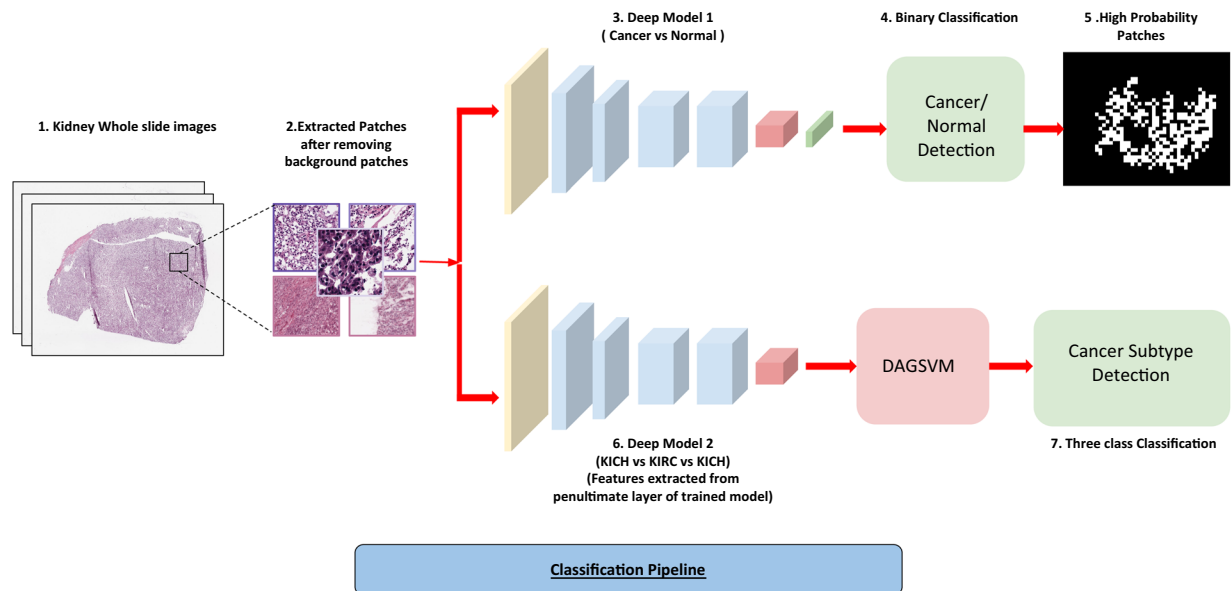 1. Kidney Whole slide images
2.Extracted Patches
after removing
background patches
3. Deep Model 1
( Cancer vs Normal )
4. Binary Classification
5 .High Probability
Patches
Cancer/
Normal
Detection
DAGSVM
Cancer Subtype
Detection
6. Deep Model 2
(KICH vs KIRC vs KICH)
(Features extracted from
penultimate layer of trained model)
7. Three class Classification
Classification Pipeline